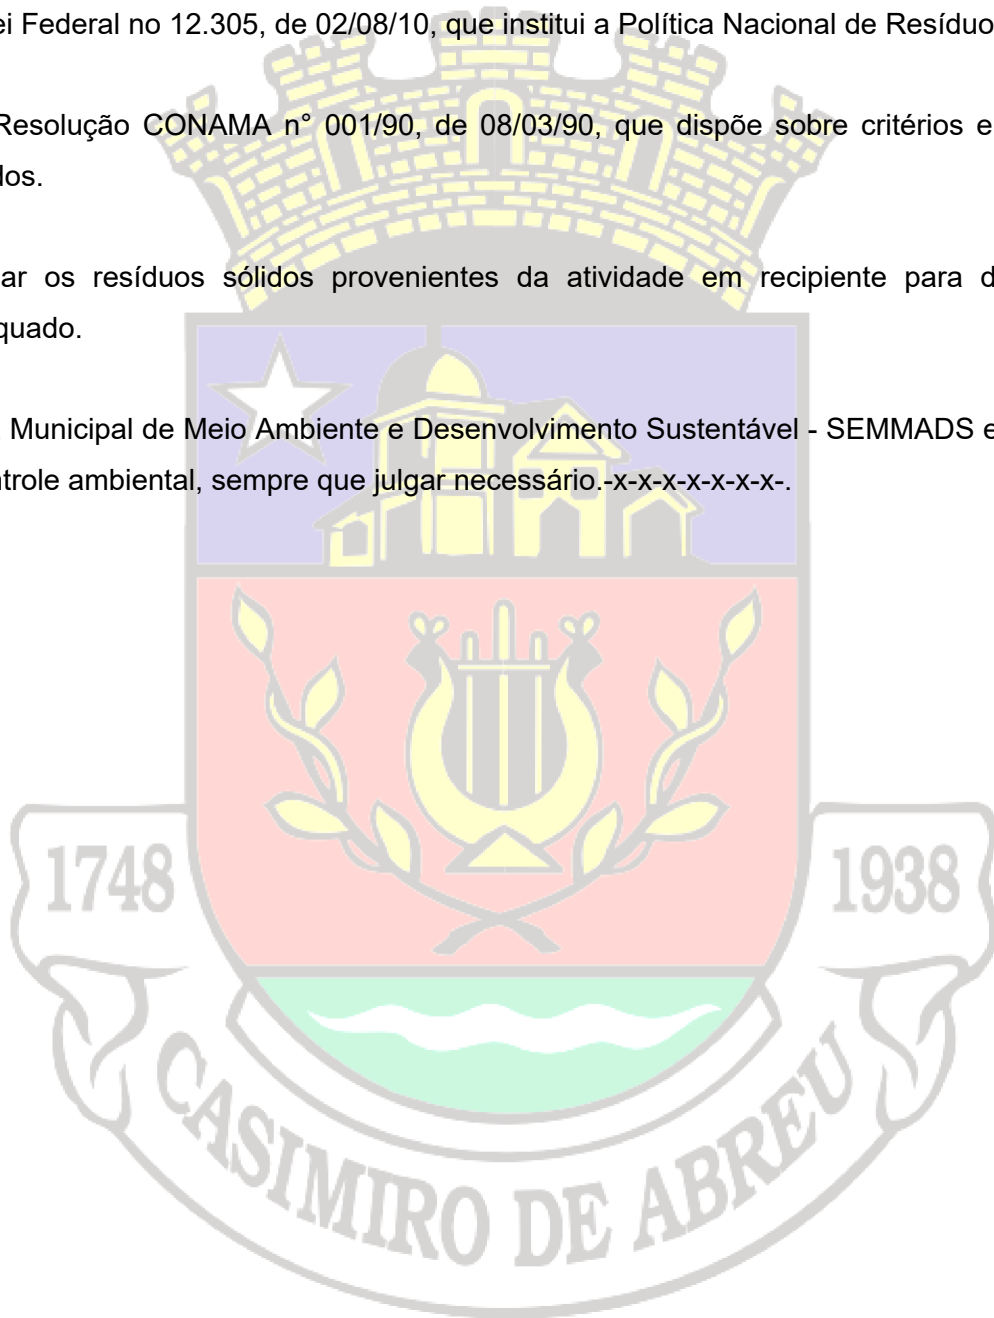 ei Federal no 12.305, de 02/08/10, que institui a Política Nacional de Resíduo
Resolução CONAMA n° 001/90, de 08/03/90, que dispõe sobre critérios e
dos.
ar os resíduos sólidos provenientes da atividade em recipiente para d
quado.
Municipal de Meio Ambiente e Desenvolvimento Sustentável - SEMMADS e
ntrole ambiental, sempre que julgar necessário.-x-x-x-x-x-x-x-.
1748
1938
CASIMIRO DE ABREU